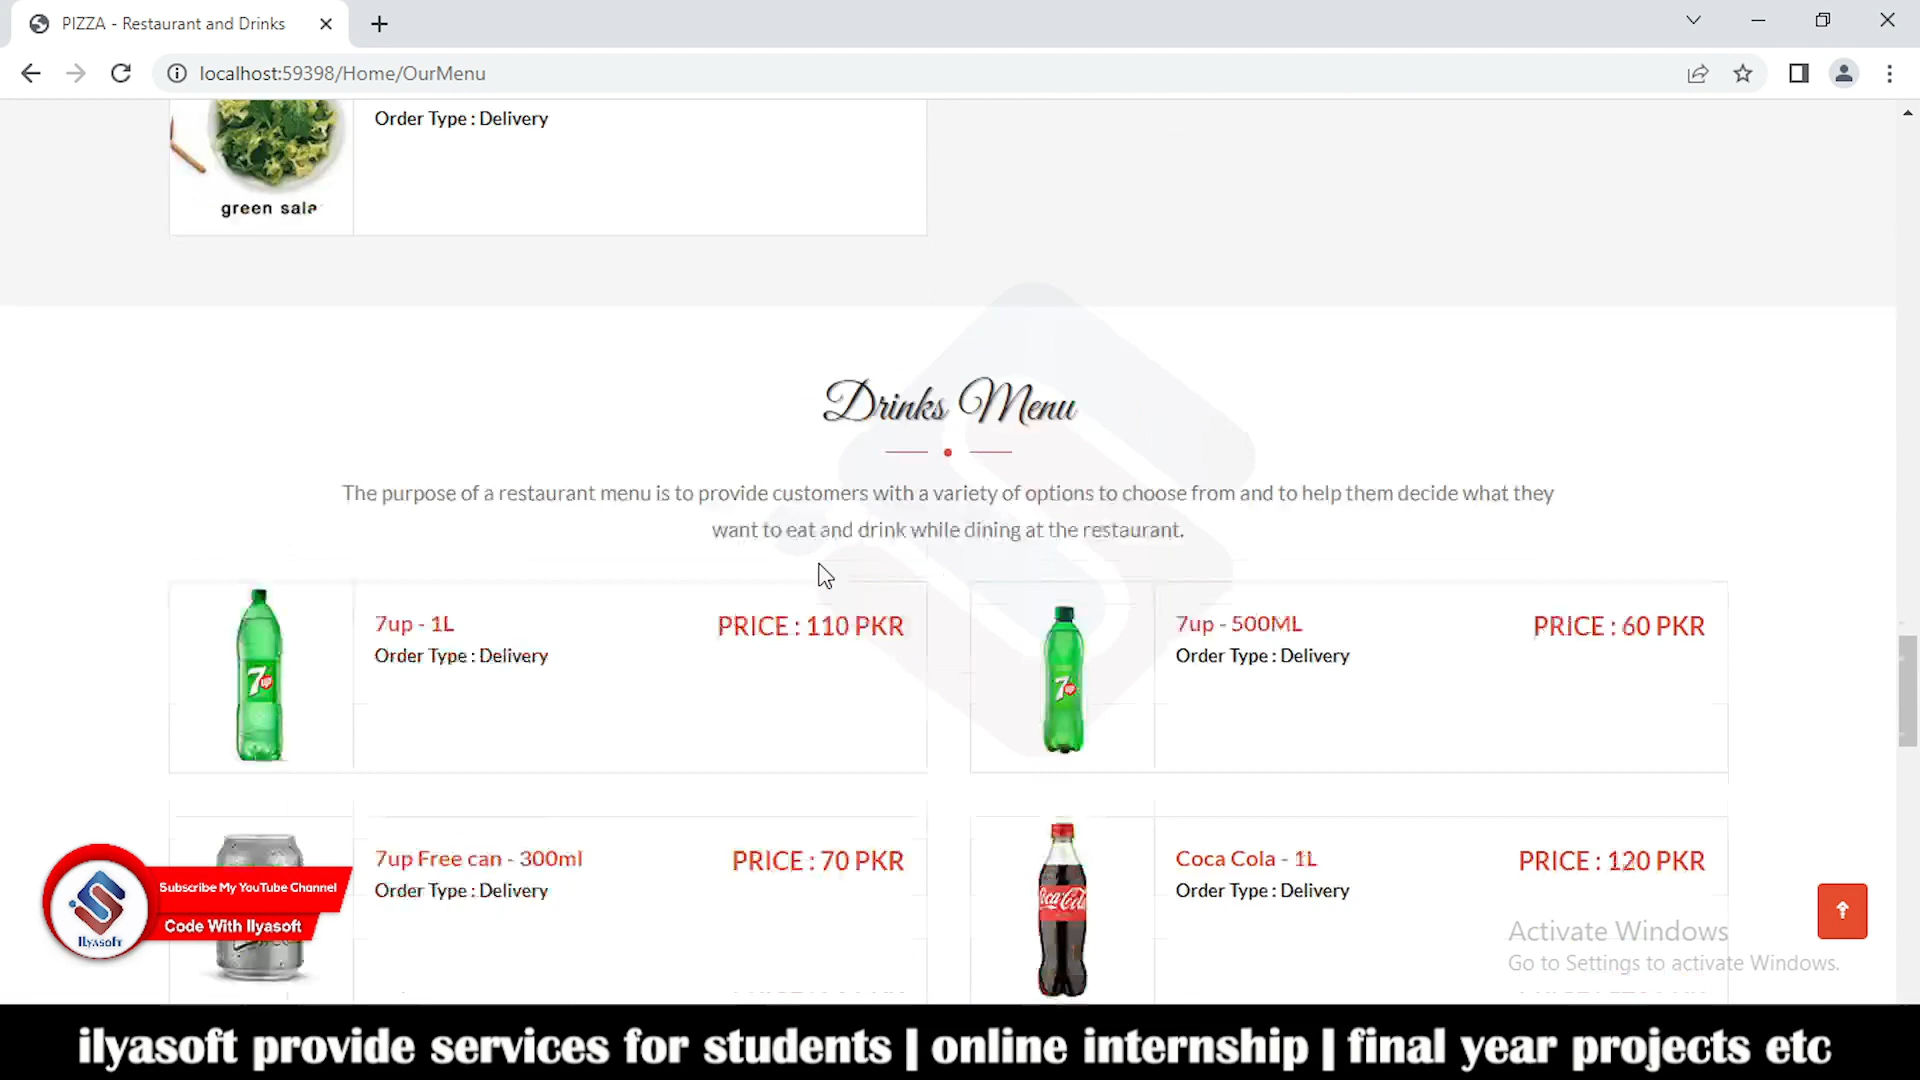 PIZZA - Restaurant and Drinks
localhost:59398/Home/OurMenu
Order Type : Delivery
green sala
Drinks Menu
The purpose of a restaurant menu is to provide customers with a variety of options to choose from and to help them decide what they
want to eat and drink while dining at the restaurant.
7up - 1L
PRICE : 110 PKR
Order Type : Delivery
7up - 500ML
PRICE : 60 PKR
Order Type : Delivery
7up
7up
7up Free can - 300ml
PRICE : 70 PKR
Order Type : Delivery
Coca Cola - 1L
PRICE : 120 PKR
Order Type : Delivery
Coca-Cola
Subscribe My YouTube Channel
Code With Ilyasoft
Ilyasoft
Activate Windows
Go to Settings to activate Windows.
ilyasoft provide services for students | online internship | final year projects etc